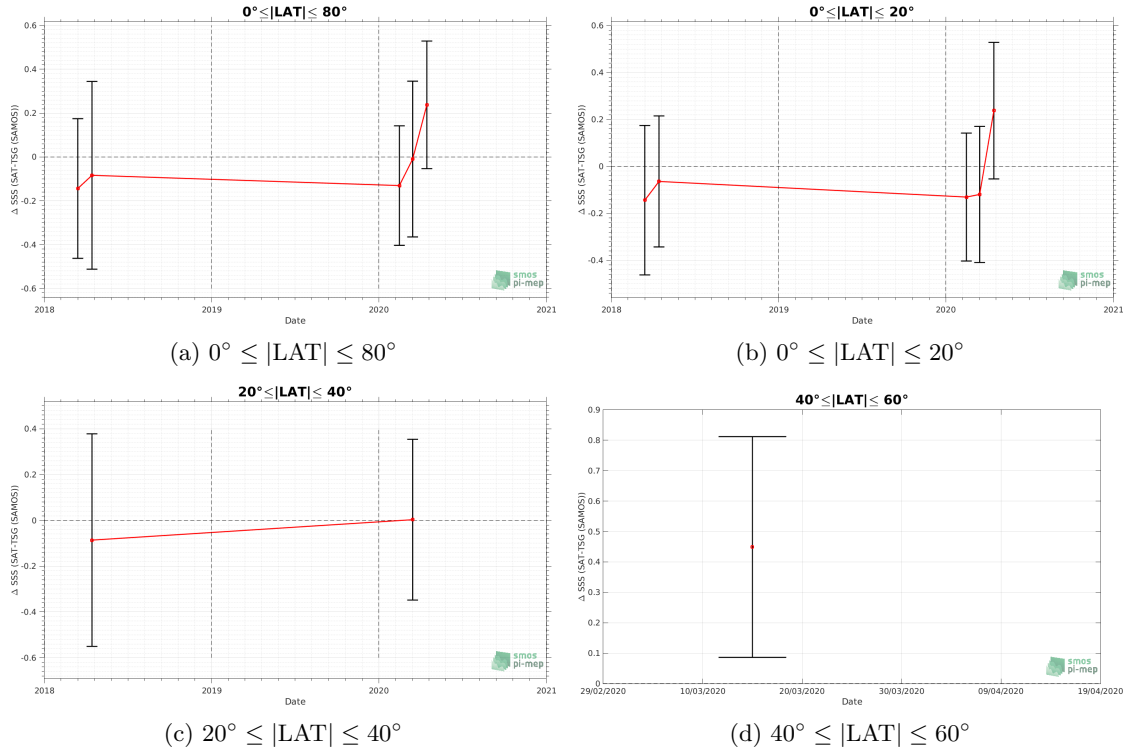 0°≤|LAT|≤ 80°
Δ SSS (SAT-TSG (SAMOS))
0.6
0.4
0.2
0
-0.2
-0.4
-0.6
2018
2019
2020
2021
Date
smos
pi-mep
(a) 0° ≤ |LAT| ≤ 80°
0°≤|LAT|≤ 20°
Δ SSS (SAT-TSG (SAMOS))
0.6
0.4
0.2
0
-0.2
-0.4
2018
2019
2020
2021
Date
smos
pi-mep
(b) 0° ≤ |LAT| ≤ 20°
20°≤|LAT|≤ 40°
Δ SSS (SAT-TSG (SAMOS))
0.4
0.2
0
-0.2
-0.4
-0.6
2018
2019
2020
2021
Date
smos
pi-mep
(c) 20° ≤ |LAT| ≤ 40°
40°≤|LAT|≤ 60°
Δ SSS (SAT-TSG (SAMOS))
0.9
0.8
0.7
0.6
0.5
0.4
0.3
0.2
0.1
0
29/02/2020
10/03/2020
20/03/2020
30/03/2020
09/04/2020
19/04/2020
Date
smos
pi-mep
(d) 40° ≤ |LAT| ≤ 60°